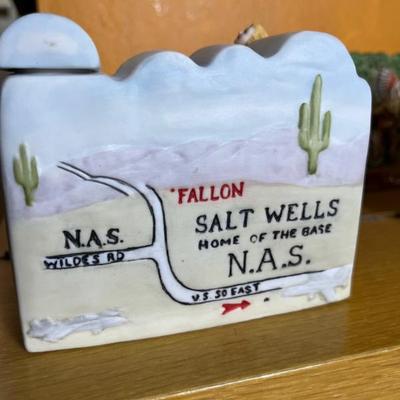 'FALLON
SALT WELLS
HOME OF THE BASE
N.A.S.
N.A.S.
WILDES RD
U.S. 50 EAST